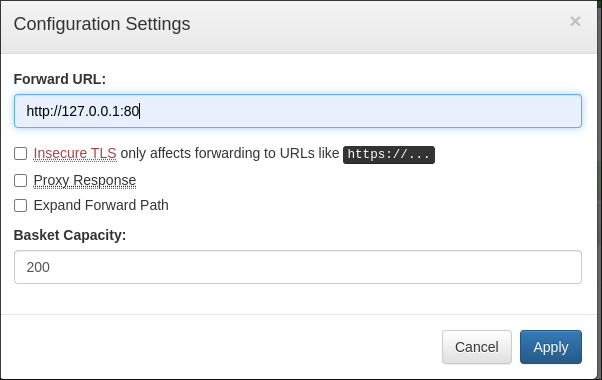 Configuration Settings ×
Forward URL:
http://127.0.0.1:80
Insecure TLS only affects forwarding to URLs like https://...
Proxy Response
Expand Forward Path
Basket Capacity:
200
Cancel Apply